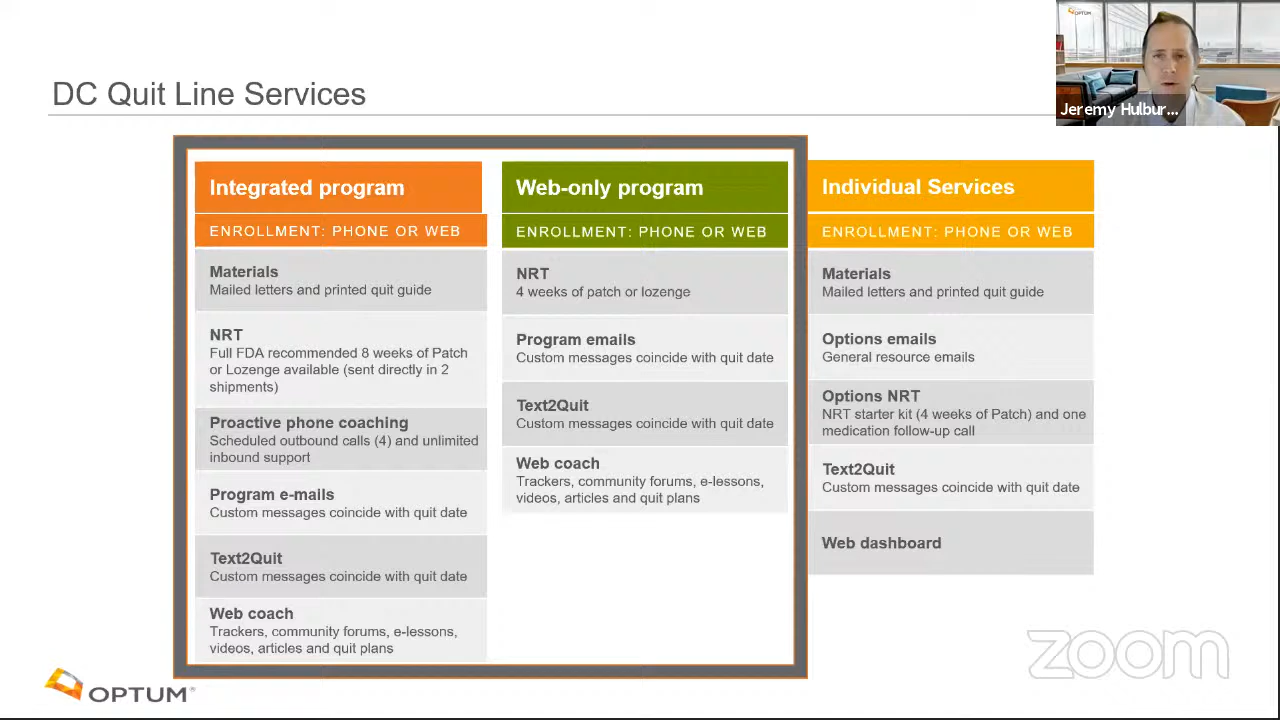 OPTUM
Jeremy Hulbur...
DC Quit Line Services
Integrated program
ENROLLMENT: PHONE OR WEB
Materials
Mailed letters and printed quit guide
NRT
Full FDA recommended 8 weeks of Patch
or Lozenge available (sent directly in 2
shipments)
Proactive phone coaching
Scheduled outbound calls (4) and unlimited
inbound support
Program e-mails
Custom messages coincide with quit date
Text2Quit
Custom messages coincide with quit date
Web coach
Trackers, community forums, e-lessons,
videos, articles and quit plans
Web-only program
ENROLLMENT: PHONE OR WEB
NRT
4 weeks of patch or lozenge
Program emails
Custom messages coincide with quit date
Text2Quit
Custom messages coincide with quit date
Web coach
Trackers, community forums, e-lessons,
videos, articles and quit plans
Individual Services
ENROLLMENT: PHONE OR WEB
Materials
Mailed letters and printed quit guide
Options emails
General resource emails
Options NRT
NRT starter kit (4 weeks of Patch) and one
medication follow-up call
Text2Quit
Custom messages coincide with quit date
Web dashboard
OPTUM®
zoom